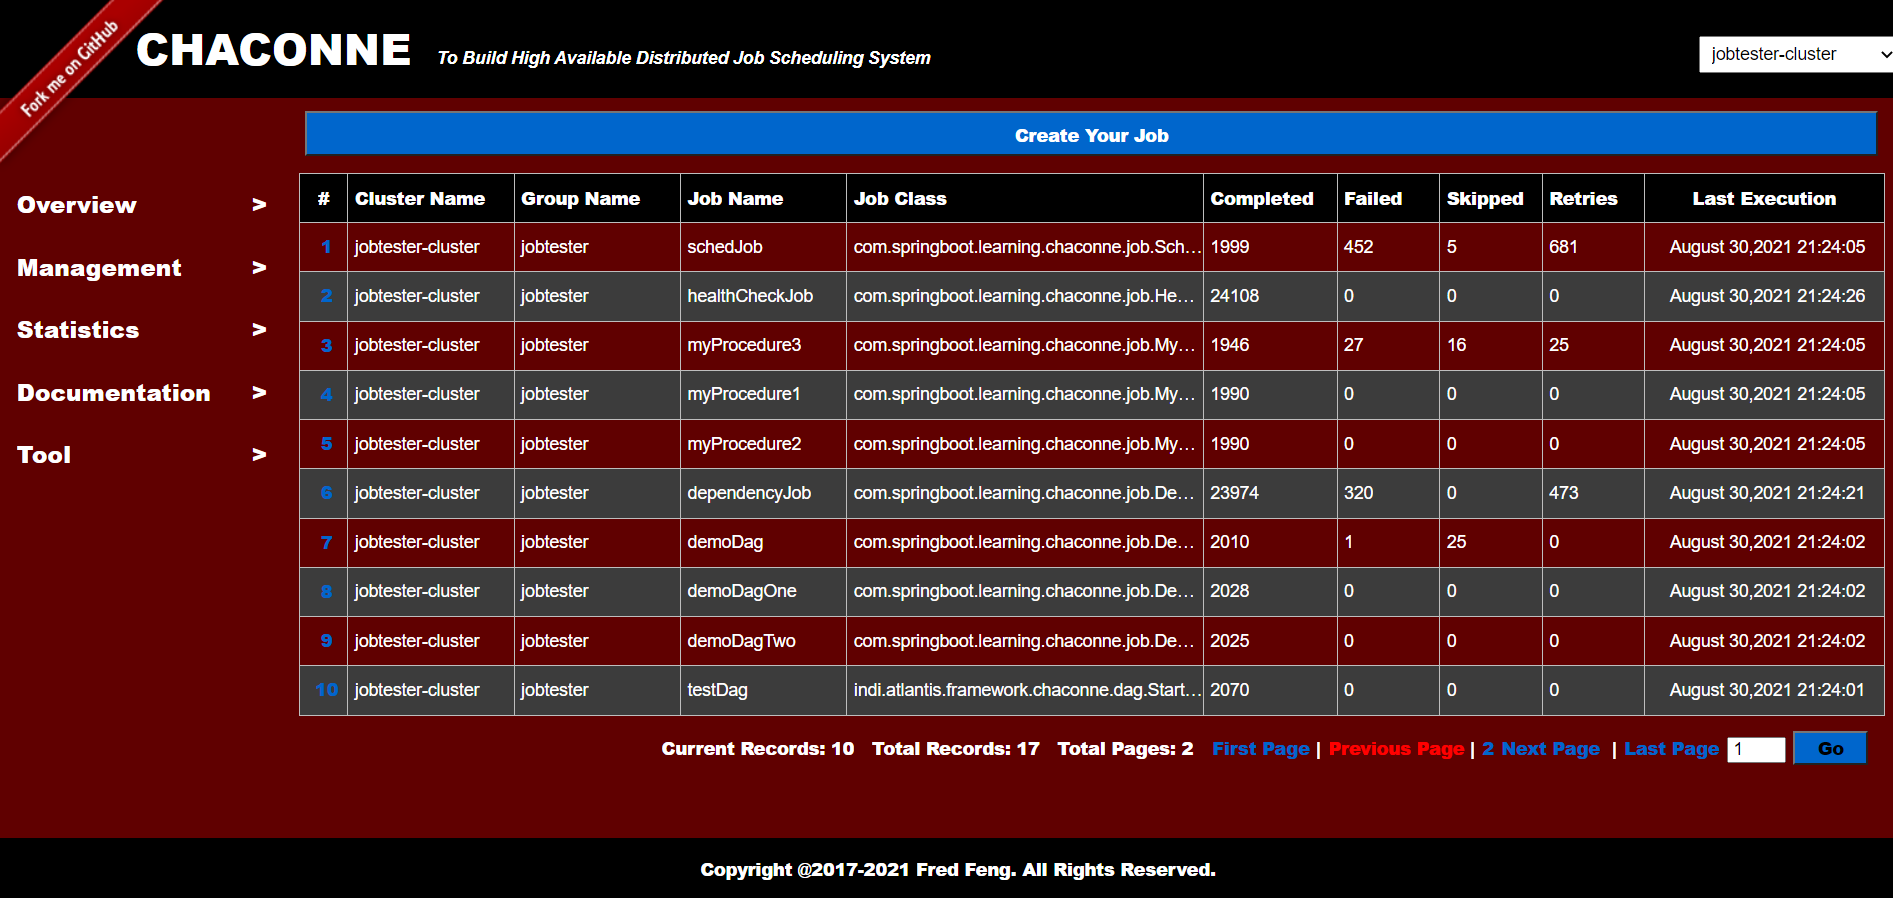 Fork me on GitHub
CHACONNE To Build High Available Distributed Job Scheduling System jobtester-cluster
Create Your Job
Overview >
Management >
Statistics >
Documentation >
Tool >
# Cluster Name Group Name Job Name Job Class Completed Failed Skipped Retries Last Execution
1 jobtester-cluster jobtester schedJob com.springboot.learning.chaconne.job.Sch... 1999 452 5 681 August 30,2021 21:24:05
2 jobtester-cluster jobtester healthCheckJob com.springboot.learning.chaconne.job.He... 24108 0 0 0 August 30,2021 21:24:26
3 jobtester-cluster jobtester myProcedure3 com.springboot.learning.chaconne.job.My... 1946 27 16 25 August 30,2021 21:24:05
4 jobtester-cluster jobtester myProcedure1 com.springboot.learning.chaconne.job.My... 1990 0 0 0 August 30,2021 21:24:05
5 jobtester-cluster jobtester myProcedure2 com.springboot.learning.chaconne.job.My... 1990 0 0 0 August 30,2021 21:24:05
6 jobtester-cluster jobtester dependencyJob com.springboot.learning.chaconne.job.De... 23974 320 0 473 August 30,2021 21:24:21
7 jobtester-cluster jobtester demoDag com.springboot.learning.chaconne.job.De... 2010 1 25 0 August 30,2021 21:24:02
8 jobtester-cluster jobtester demoDagOne com.springboot.learning.chaconne.job.De... 2028 0 0 0 August 30,2021 21:24:02
9 jobtester-cluster jobtester demoDagTwo com.springboot.learning.chaconne.job.De... 2025 0 0 0 August 30,2021 21:24:02
10 jobtester-cluster jobtester testDag indi.atlantis.framework.chaconne.dag.Start... 2070 0 0 0 August 30,2021 21:24:01
Current Records: 10 Total Records: 17 Total Pages: 2 First Page | Previous Page | 2 Next Page | Last Page 1 Go
Copyright @2017-2021 Fred Feng. All Rights Reserved.